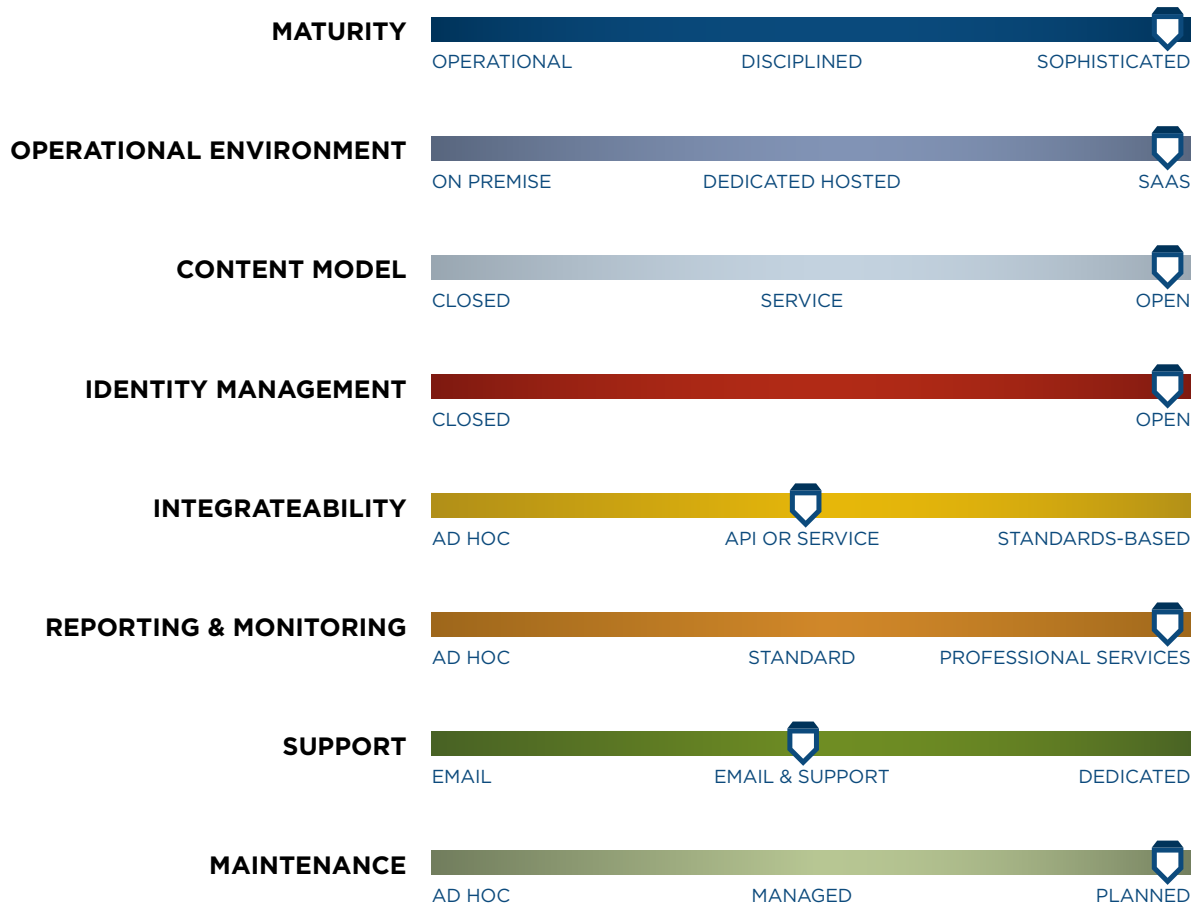 MATURITY
OPERATIONAL DISCIPLINED SOPHISTICATED
OPERATIONAL ENVIRONMENT
ON PREMISE DEDICATED HOSTED SAAS
CONTENT MODEL
CLOSED SERVICE OPEN
IDENTITY MANAGEMENT
CLOSED OPEN
INTEGRATEABILITY
AD HOC API OR SERVICE STANDARDS-BASED
REPORTING & MONITORING
AD HOC STANDARD PROFESSIONAL SERVICES
SUPPORT
EMAIL EMAIL & SUPPORT DEDICATED
MAINTENANCE
AD HOC MANAGED PLANNED